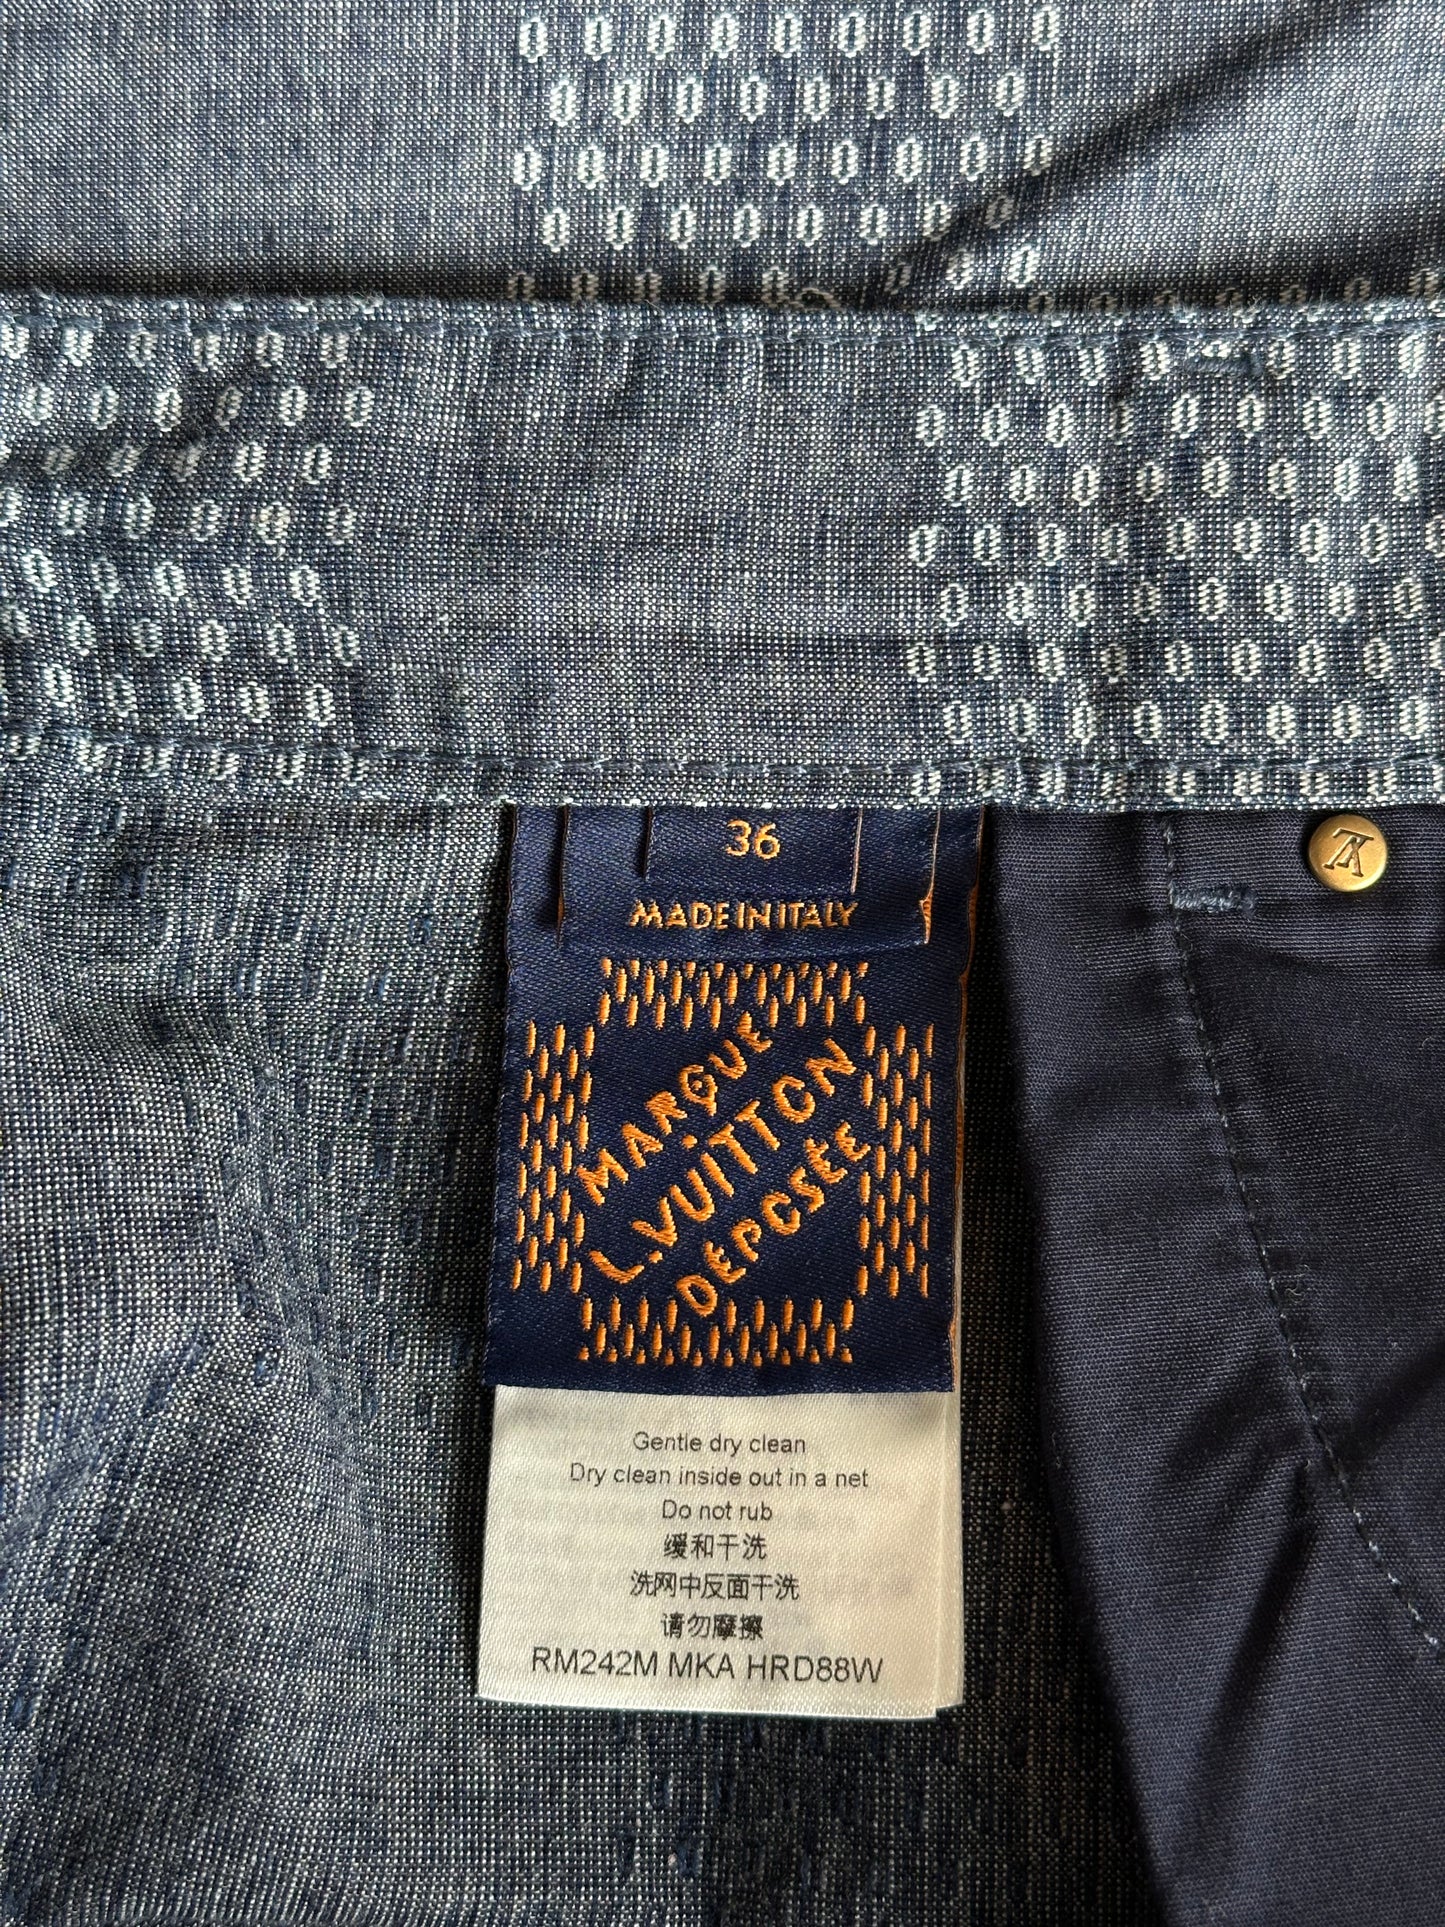 36
MADE IN ITALY
MARQUE
L.VUITTON
DÉPOSÉE
Gentle dry clean
Dry clean inside out in a net
Do not rub
缓和干洗
洗网中反面干洗
请勿摩擦
RM242M MKA HRD88W
LV